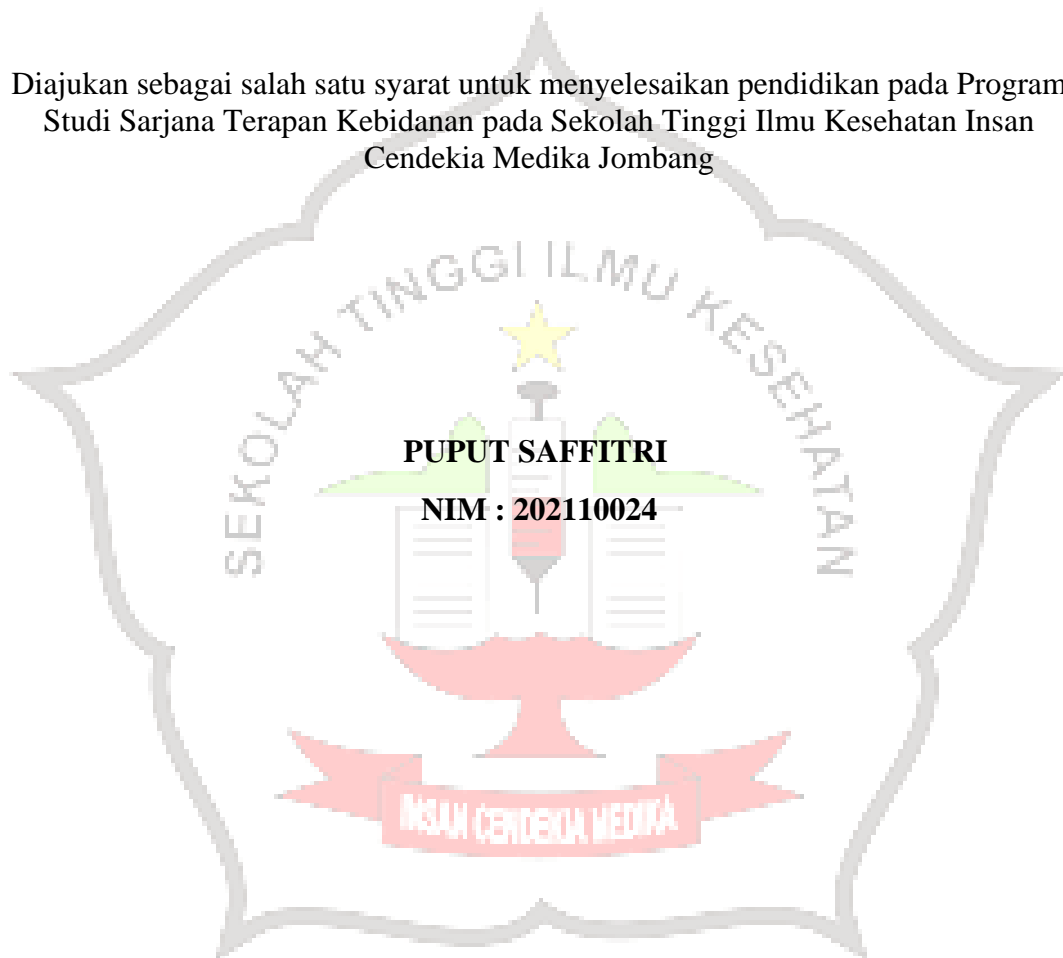 Diajukan sebagai salah satu syarat untuk menyelesaikan pendidikan pada Program
Studi Sarjana Terapan Kebidanan pada Sekolah Tinggi Ilmu Kesehatan Insan
Cendekia Medika Jombang
SEKOLAH TINGGI ILMU KESEHATAN
PUPUT SAFFITRI
NIM : 202110024
INSAN CENDEKIA MEDIKA